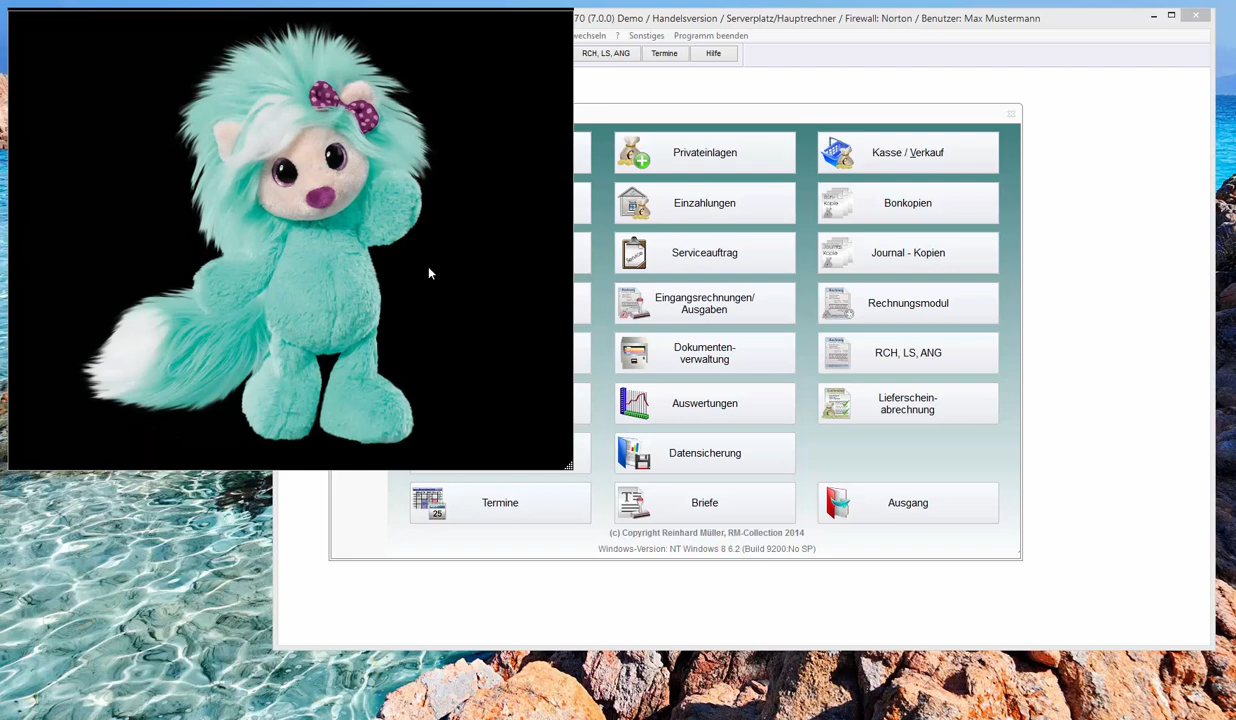 70 (7.0.0) Demo / Handelsversion / Serverplatz/Hauptrechner / Firewall: Norton / Benutzer: Max Mustermann
wechseln ? Sonstiges Programm beenden
RCH, LS, ANG Termine Hilfe
Privateinlagen
Kasse / Verkauf
Einzahlungen
Bonkopien
Serviceauftrag
Journal - Kopien
Eingangsrechnungen/
Ausgaben
Rechnungsmodul
Dokumenten-
verwaltung
RCH, LS, ANG
Auswertungen
Lieferschein-
abrechnung
Datensicherung
Termine
Briefe
Ausgang
(c) Copyright Reinhard Müller, RM-Collection 2014
Windows-Version: NT Windows 8 6.2 (Build 9200:No SP)